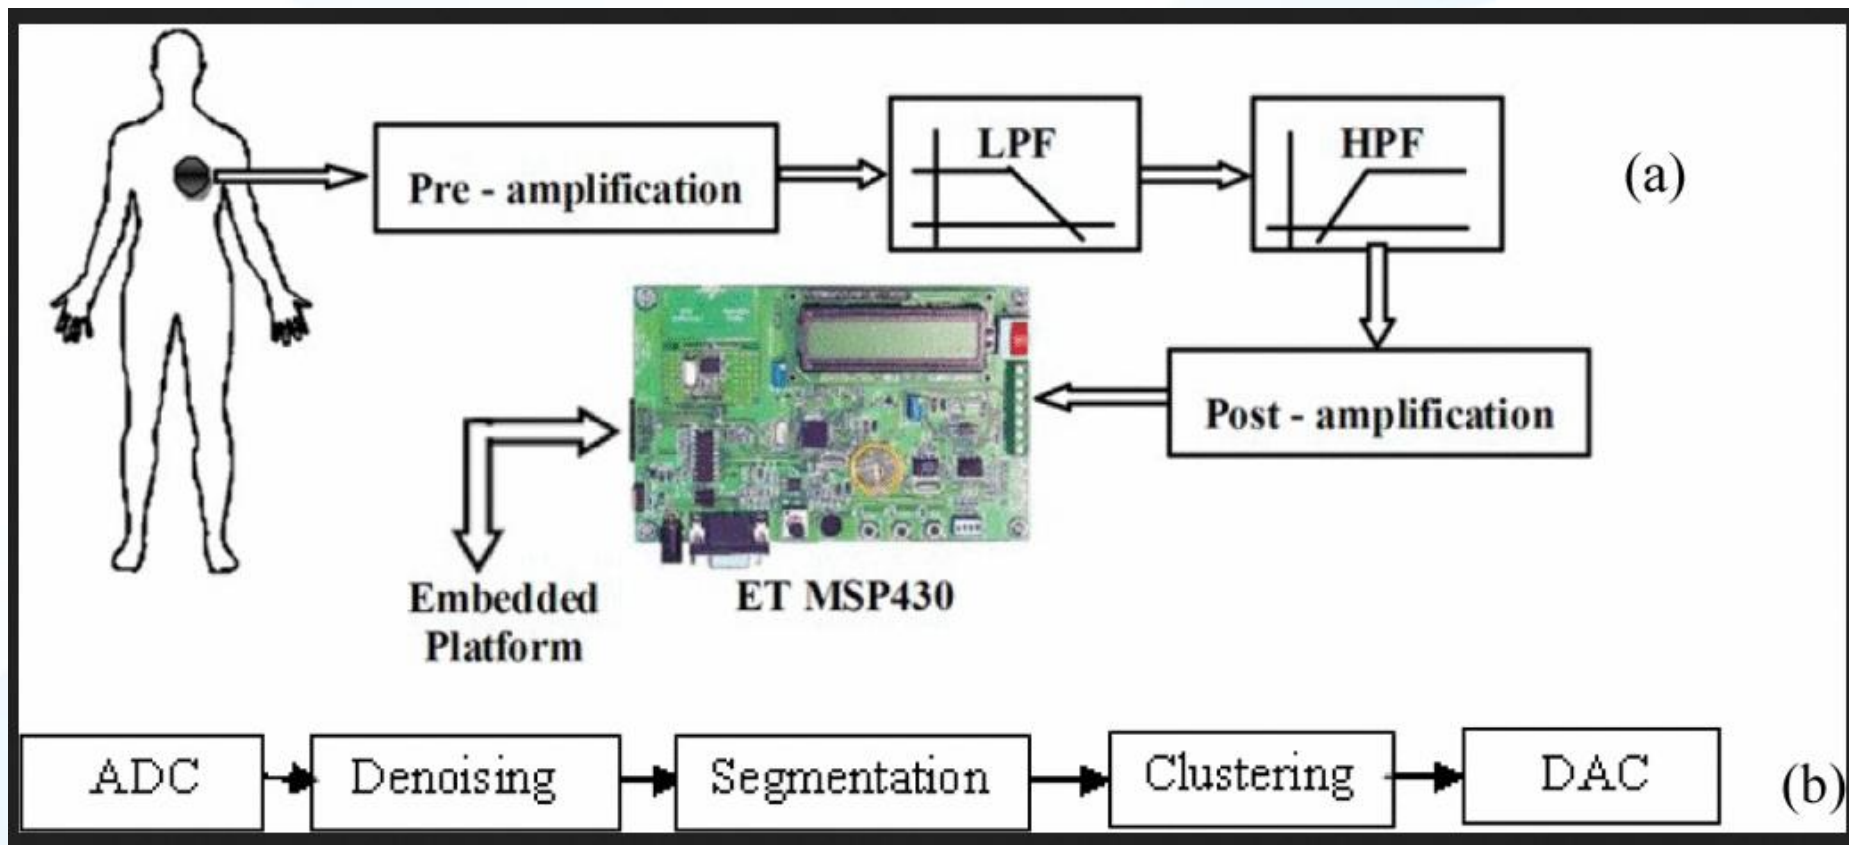 LPF
HPF
(a)
Pre - amplification
Post - amplification
Embedded
Platform
ET MSP430
ADC
Denoising
Segmentation
Clustering
DAC
(b)